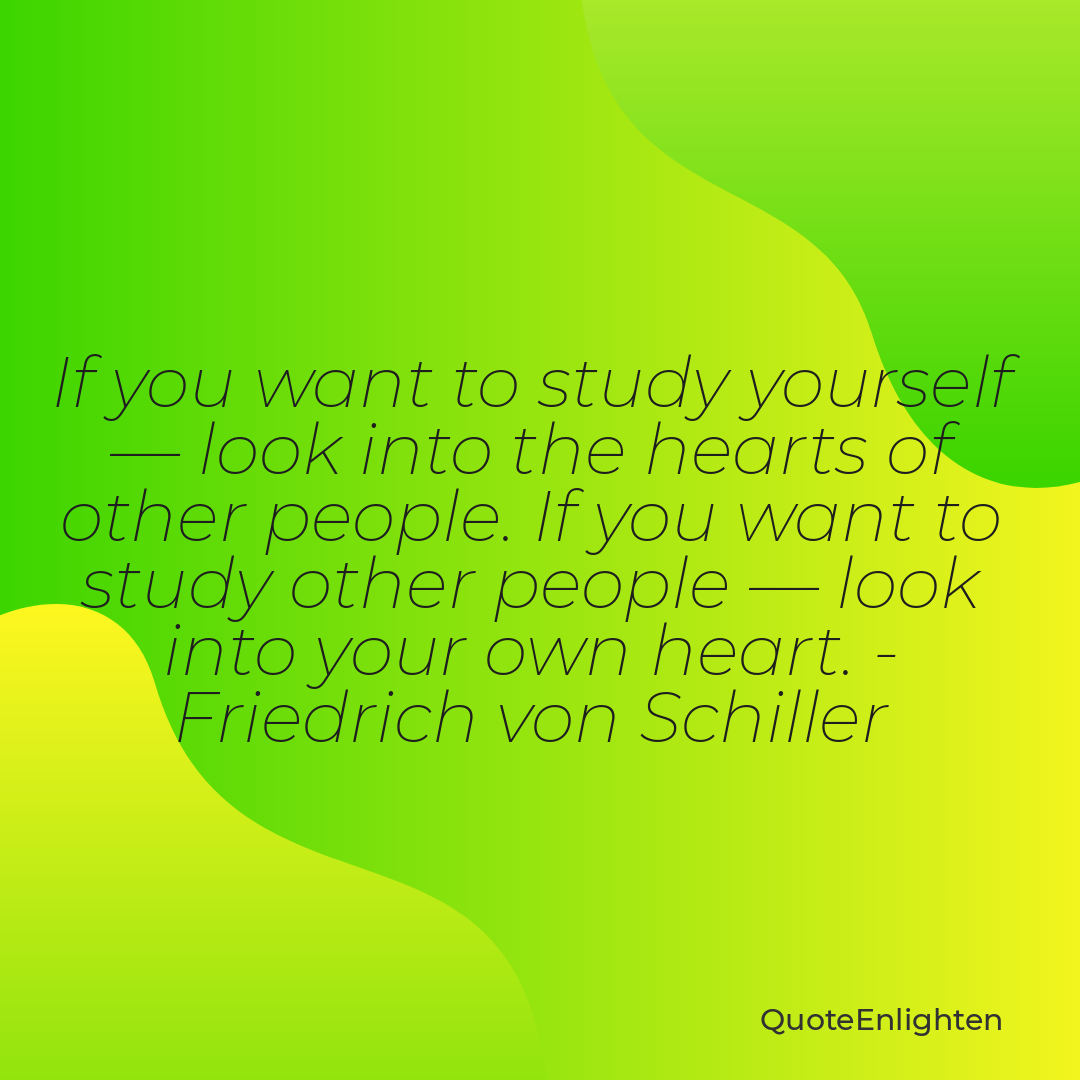 If you want to study yourself
— look into the hearts of
other people. If you want to
study other people — look
into your own heart. -
Friedrich von Schiller
QuoteEnlighten